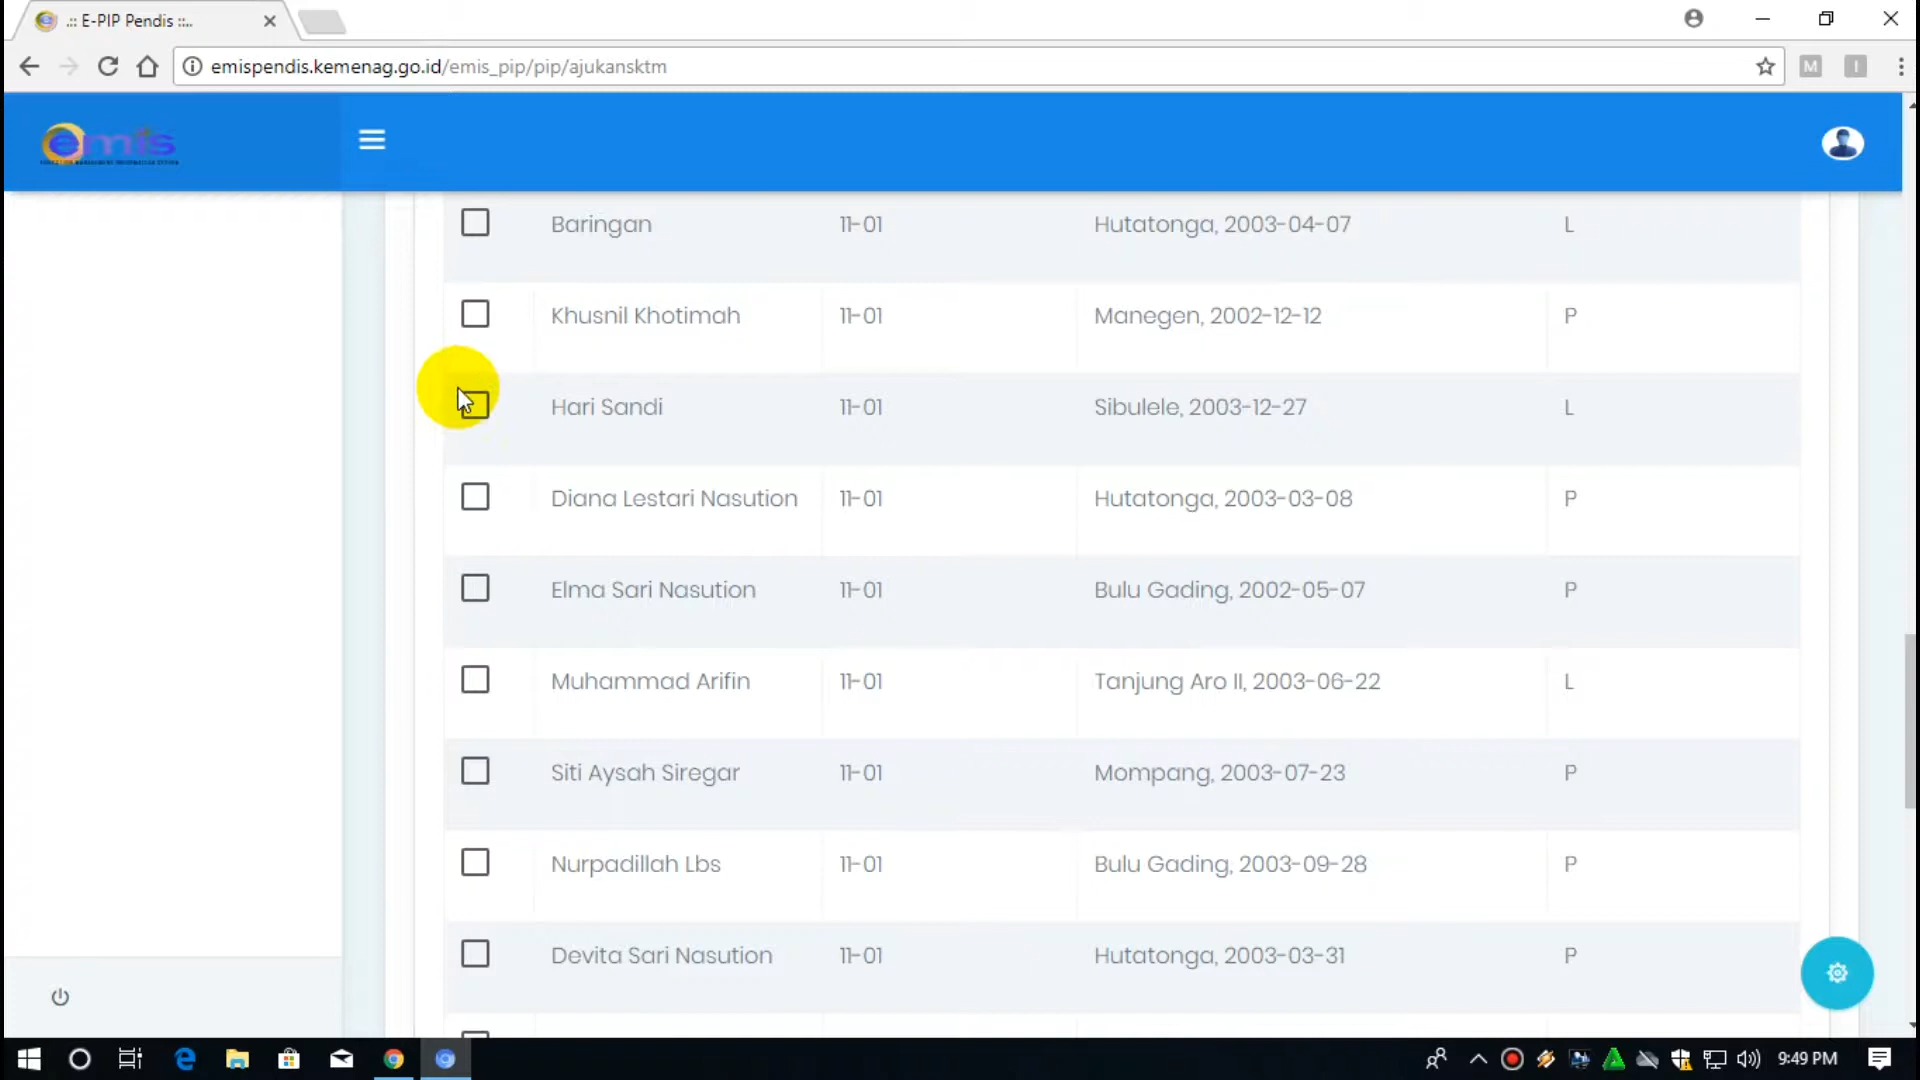 .:: E-PIP Pendis ::..
emispendis.kemenag.go.id/emis_pip/pip/ajukansktm
M
I
emis
Baringan 11-01 Hutatonga, 2003-04-07 L
Khusnil Khotimah 11-01 Manegen, 2002-12-12 P
Hari Sandi 11-01 Sibulele, 2003-12-27 L
Diana Lestari Nasution 11-01 Hutatonga, 2003-03-08 P
Elma Sari Nasution 11-01 Bulu Gading, 2002-05-07 P
Muhammad Arifin 11-01 Tanjung Aro II, 2003-06-22 L
Siti Aysah Siregar 11-01 Mompang, 2003-07-23 P
Nurpadillah Lbs 11-01 Bulu Gading, 2003-09-28 P
Devita Sari Nasution 11-01 Hutatonga, 2003-03-31 P
9:49 PM